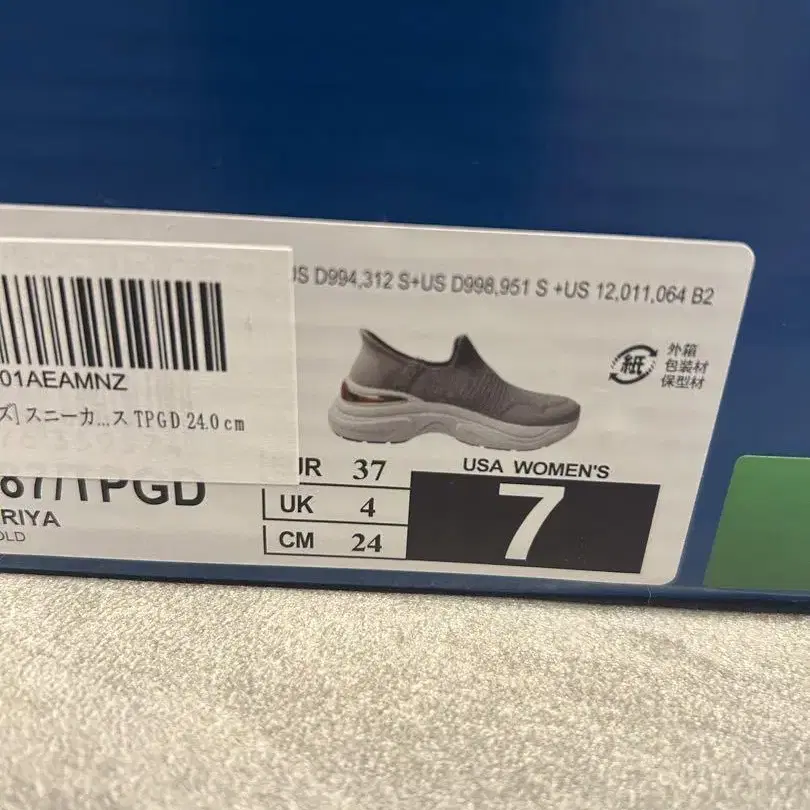 US D994,312 S+US D998,951 S +US 12,011,064 B2
01AEAMNZ
ズ] スニーカ...ス TPGD 24.0 cm
紙
外箱
包装材
保型材
67/TPGD
RIYA
OLD
UR 37
UK 4
CM 24
USA WOMEN'S
7